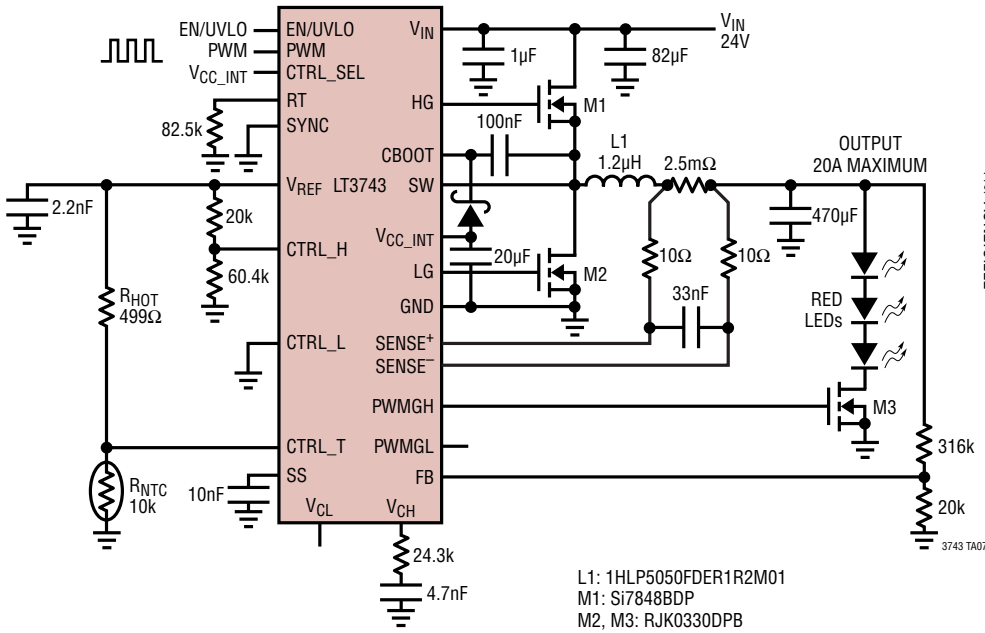 EN/UVLO
PWM
VCC_INT
82.5k
2.2nF
RHOT
499Ω
RNTC
10k
20k
60.4k
10nF
EN/UVLO
PWM
CTRL_SEL
RT
SYNC
VREF
LT3743
CTRL_H
CTRL_L
CTRL_T
SS
VCL
VCH
VIN
HG
CBOOT
SW
VCC_INT
LG
GND
SENSE+
SENSE–
PWMGH
PWMGL
FB
24.3k
4.7nF
1µF
82µF
VIN
24V
M1
100nF
L1
1.2µH
2.5mΩ
OUTPUT
20A MAXIMUM
470µF
20µF
M2
10Ω
10Ω
33nF
RED
LEDs
M3
316k
20k
3743 TA07
L1: 1HLP5050FDER1R2M01
M1: Si7848BDP
M2, M3: RJK0330DPB